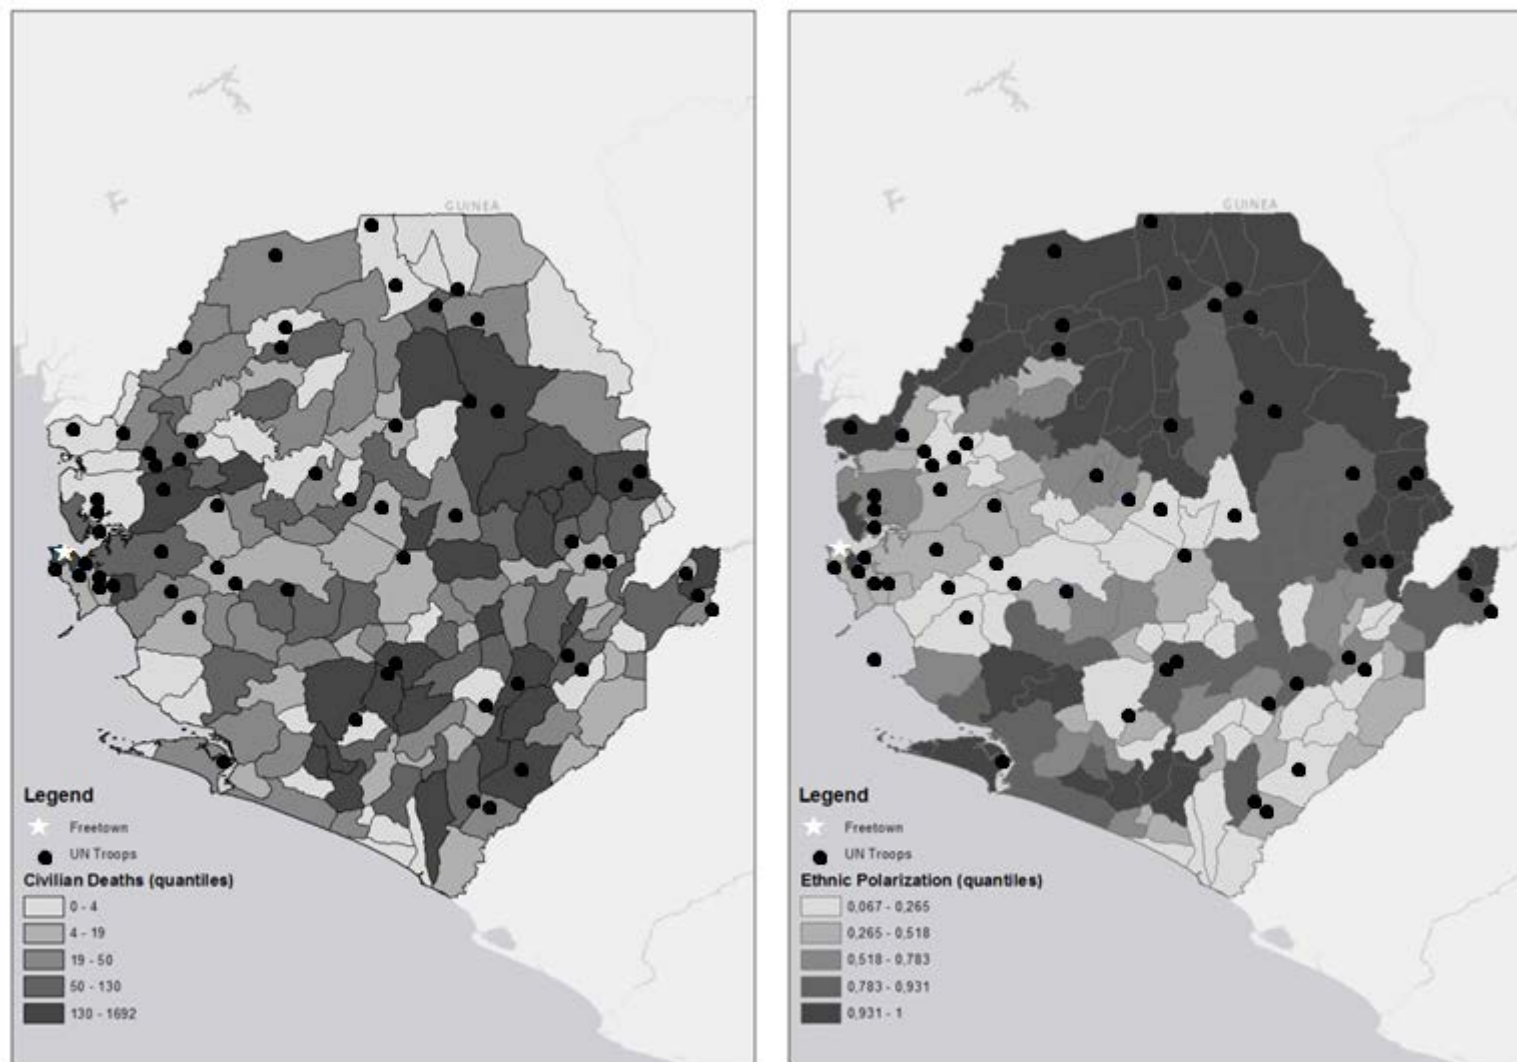 GUINEA
Legend
Freetown
UN Troops
Civilian Deaths (quantiles)
0 - 4
4 - 19
19 - 50
50 - 130
130 - 1692
GUINEA
Legend
Freetown
UN Troops
Ethnic Polarization (quantiles)
0,067 - 0,265
0,265 - 0,518
0,518 - 0,783
0,783 - 0,931
0,931 - 1